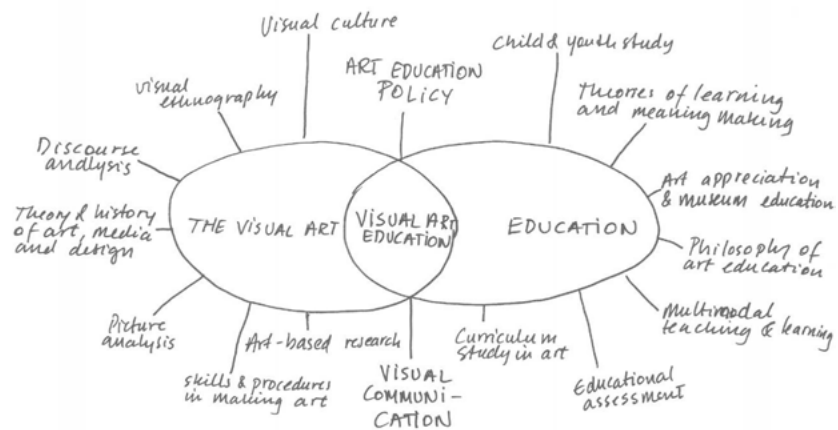 Visual culture
ART EDUCATION
POLICY
Child & youth study
Visual
ethnography
Theories of learning
and meaning making
Discourse
analysis
Art appreciation
& museum education
Theory & history
of art, media
and design
THE VISUAL ART
VISUAL ART
EDUCATION
EDUCATION
Philosophy of
art education
Picture
analysis
Art-based research
Curriculum
study in art
Multimodal
teaching & learning
skills & procedures
in making art
VISUAL
COMMUNI-
CATION
Educational
assessment